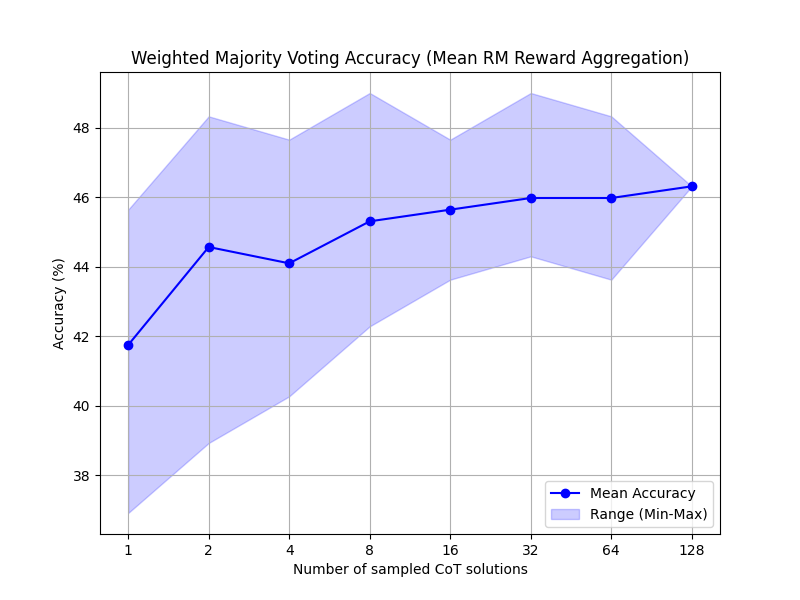 Weighted Majority Voting Accuracy (Mean RM Reward Aggregation)
48
46
44
42
40
38
Accuracy (%)
Mean Accuracy
Range (Min-Max)
1 2 4 8 16 32 64 128
Number of sampled CoT solutions